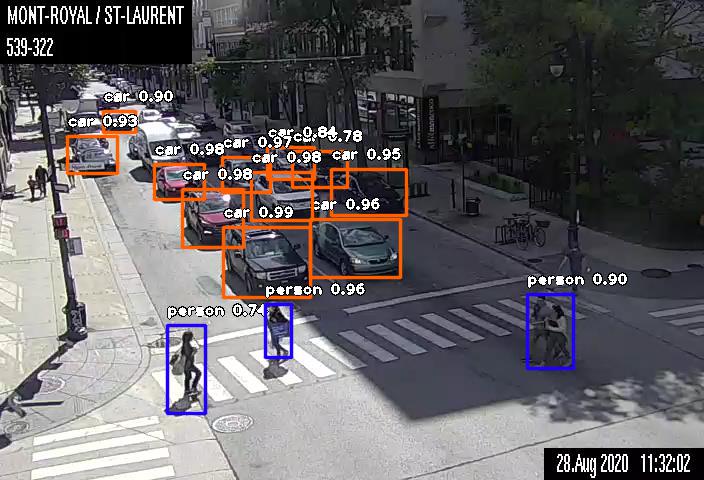 MONT-ROYAL / ST-LAURENT
539-322
car 0.90
car 0.93
car 0.84
car 0.78
car 0.97
car 0.98
car 0.98
car 0.95
car 0.98
car 0.99
car 0.96
person 0.96
person 0.90
person 0.74
28.Aug 2020 11:32:02